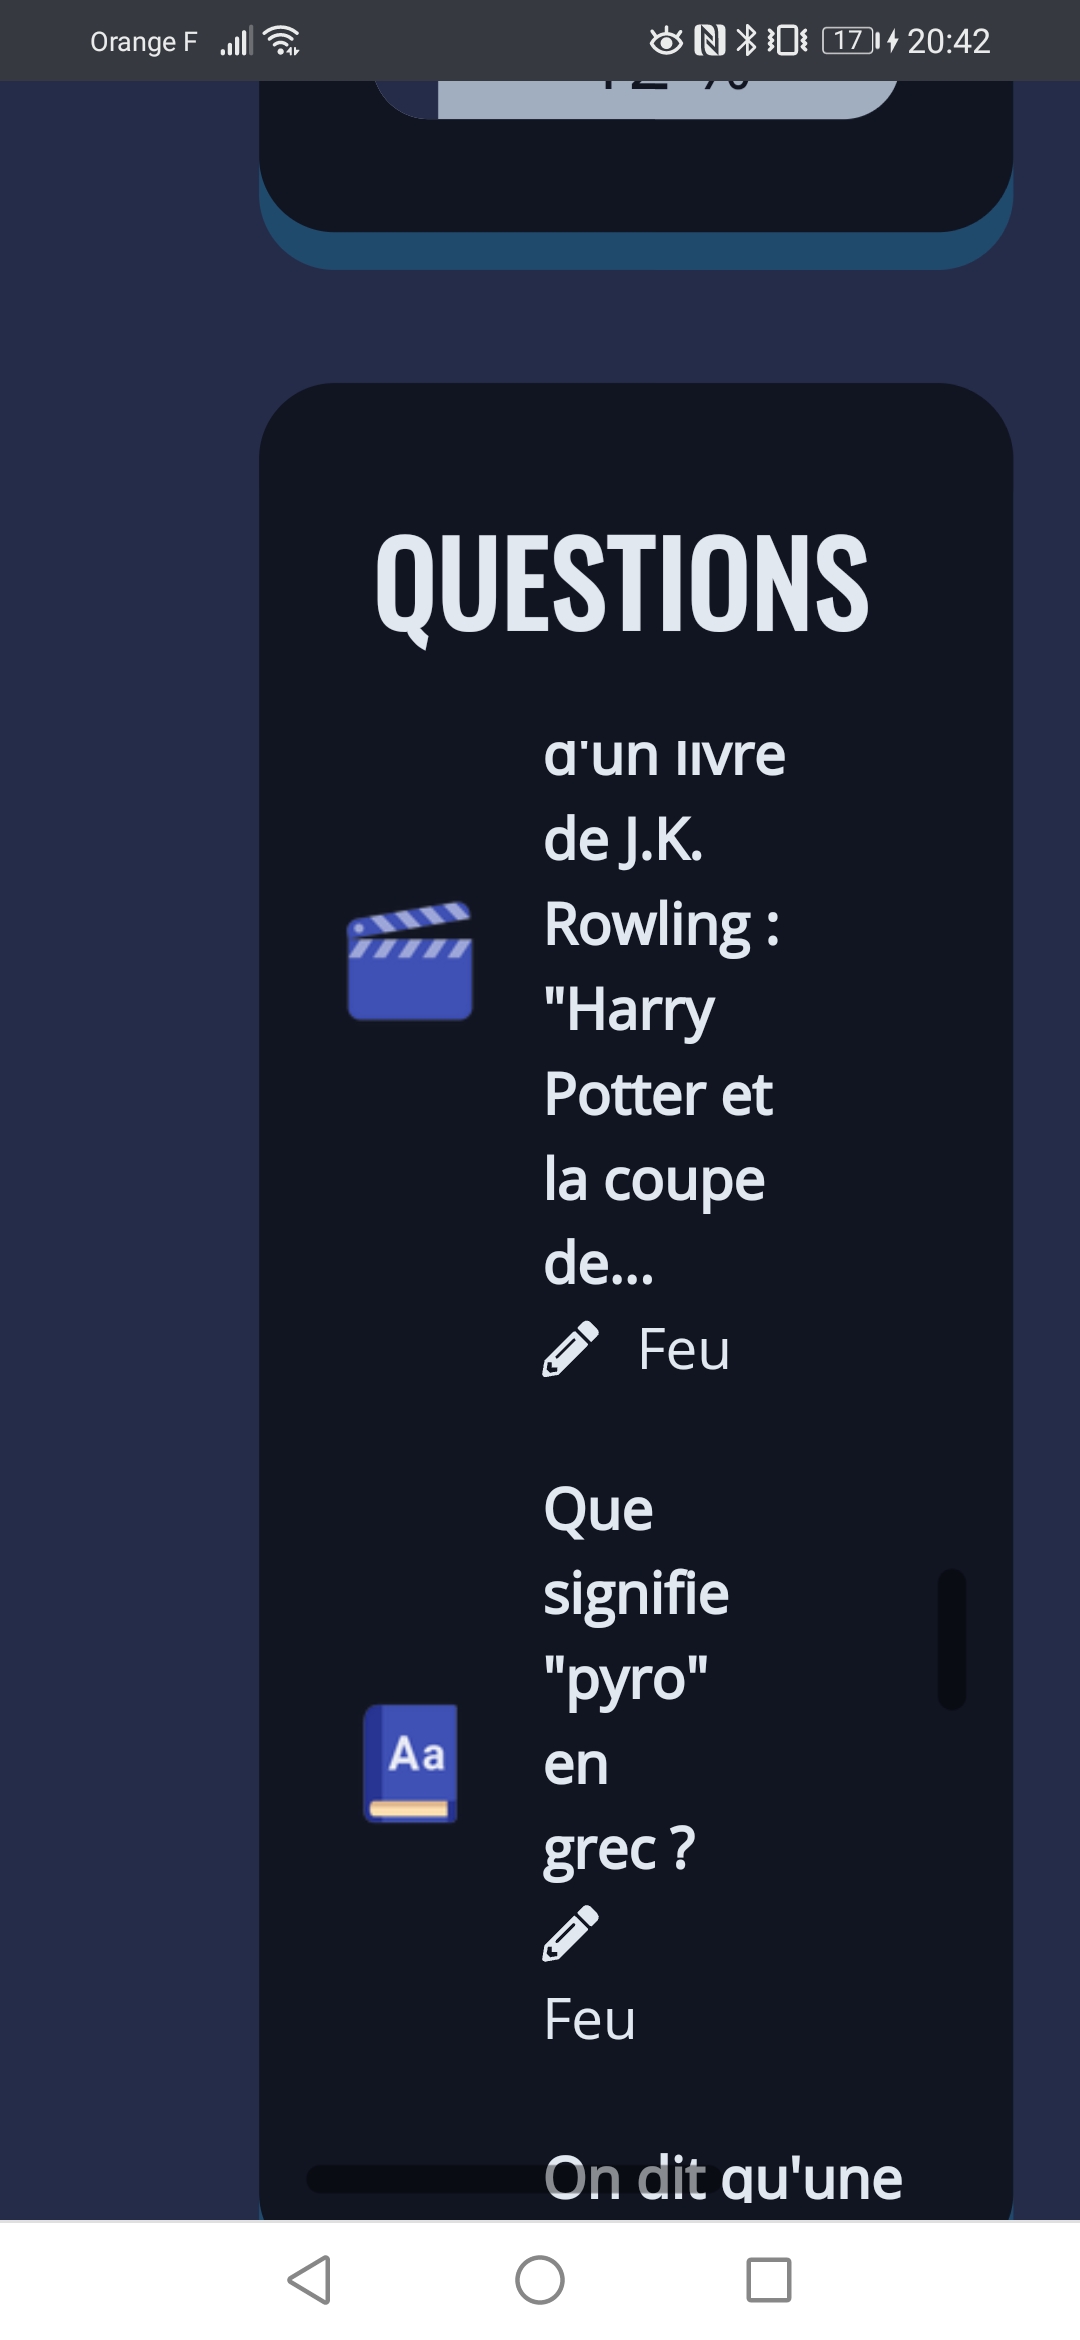 Orange F 17 20:42
QUESTIONS
d'un livre
de J.K.
Rowling :
"Harry
Potter et
la coupe
de...
Feu
Que
signifie
"pyro"
en
grec ?
Aa
Feu
On dit qu'une